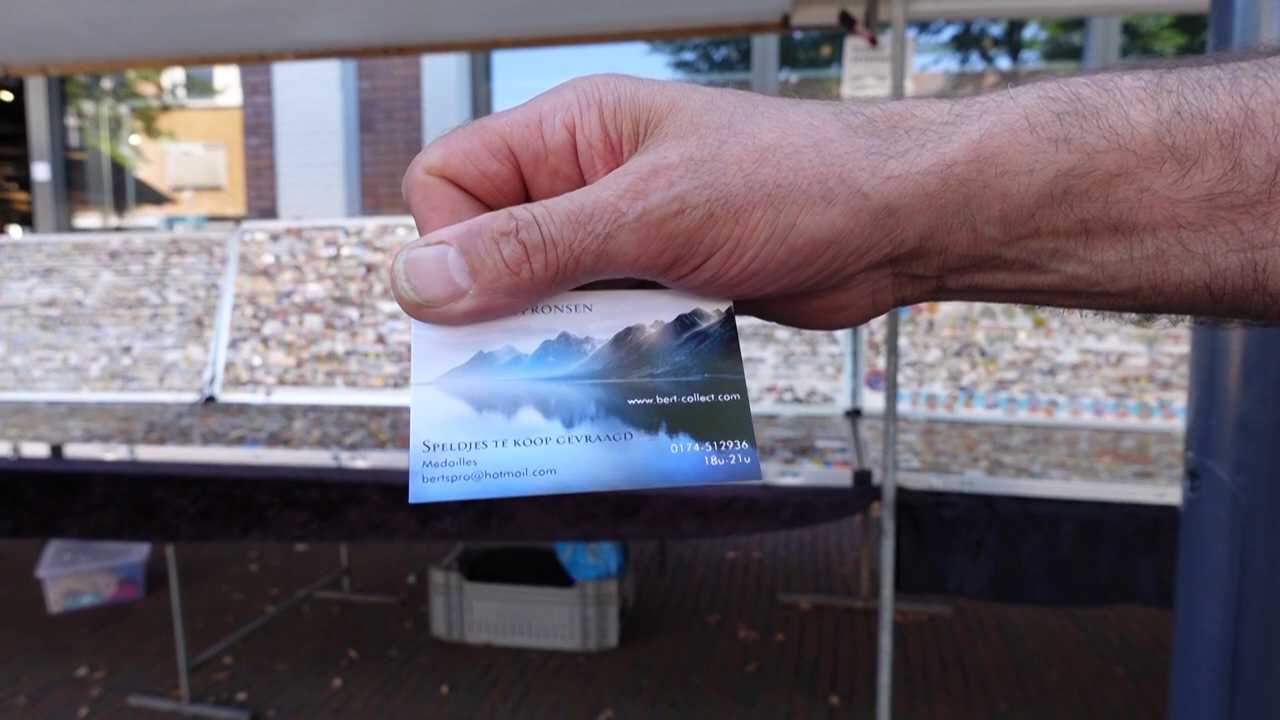 PRONSEN
www.bert-collect.com
SPELDJES TE KOOP GEVRAAGD
0174-512936
Medailles
18u-21u
bertspro@hotmail.com